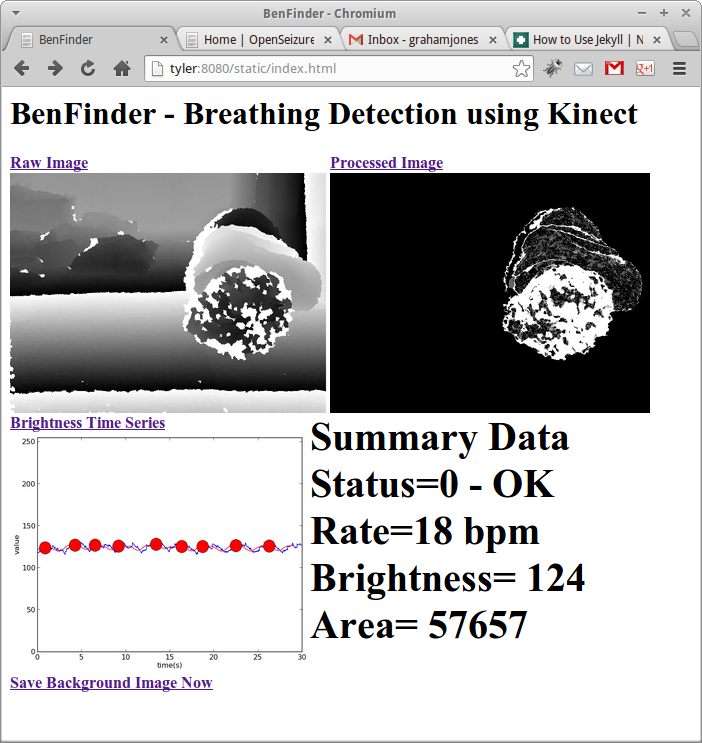 BenFinder - Chromium
BenFinder
Home | OpenSeizure
Inbox - grahamjones
How to Use Jekyll | N
tyler:8080/static/index.html
BenFinder - Breathing Detection using Kinect
Raw Image
Processed Image
Brightness Time Series
250
200
150
100
50
0
value
0 5 10 15 20 25 30
time(s)
Summary Data
Status=0 - OK
Rate=18 bpm
Brightness= 124
Area= 57657
Save Background Image Now